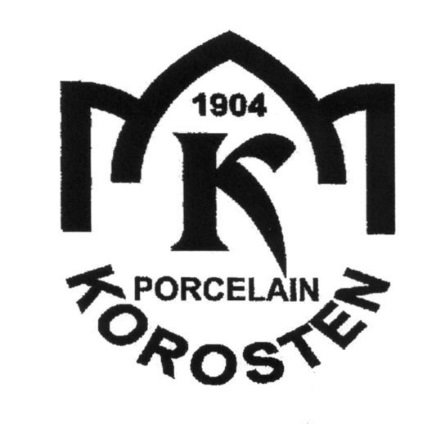 1904
K
PORCELAIN
KOROSTEN